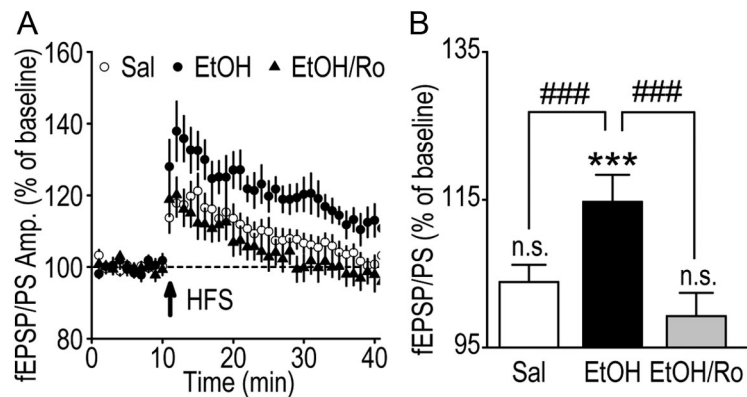 A
○ Sal ● EtOH ▲ EtOH/Ro
fEPSP/PS Amp. (% of baseline)
160
140
120
100
80
HFS
0 10 20 30 40
Time (min)
B
fEPSP/PS (% of baseline)
135
115
95
### ###
***
n.s.
n.s.
Sal EtOH EtOH/Ro